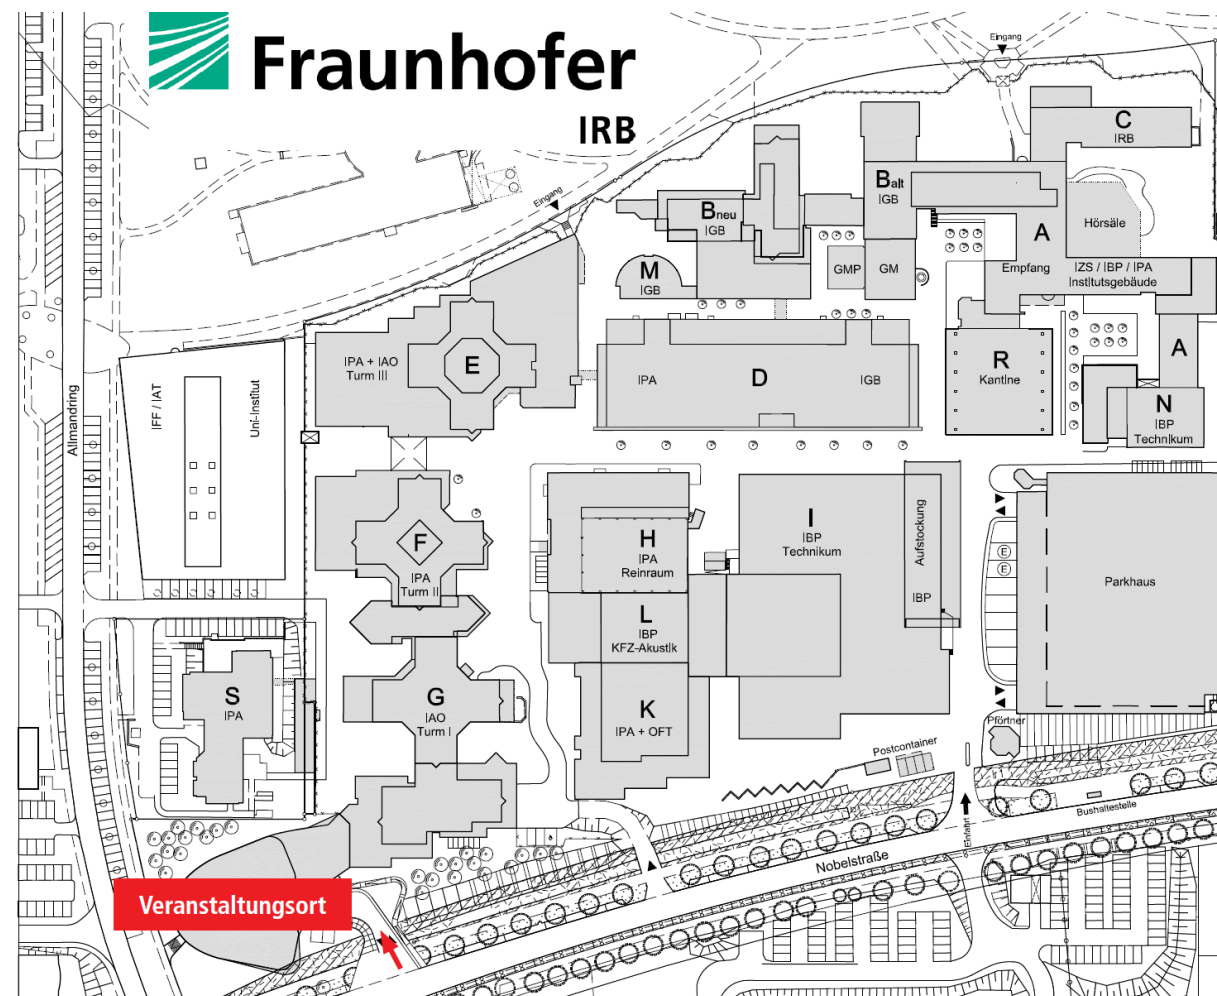 Fraunhofer
IRB
Eingang
C
IRB
Eingang
B alt
IGB
B neu
IGB
A
Hörsäle
M
IGB
GMP
GM
Empfang
IZS / IBP / IPA
Institutsgebäude
IPA + IAO
Turm III
E
IPA
D
IGB
R
Kantine
A
N
IBP
Technikum
Allmandring
IFF / IAT
Uni-Institut
F
IPA
Turm II
H
IPA
Reinraum
I
IBP
Technikum
Aufstockung
IBP
E
E
Parkhaus
L
IBP
KFZ-Akustik
S
IPA
G
IAO
Turm I
K
IPA + OFT
Pförtner
Postcontainer
Bushaltestelle
Einfahrt
Nobelstraße
Veranstaltungsort